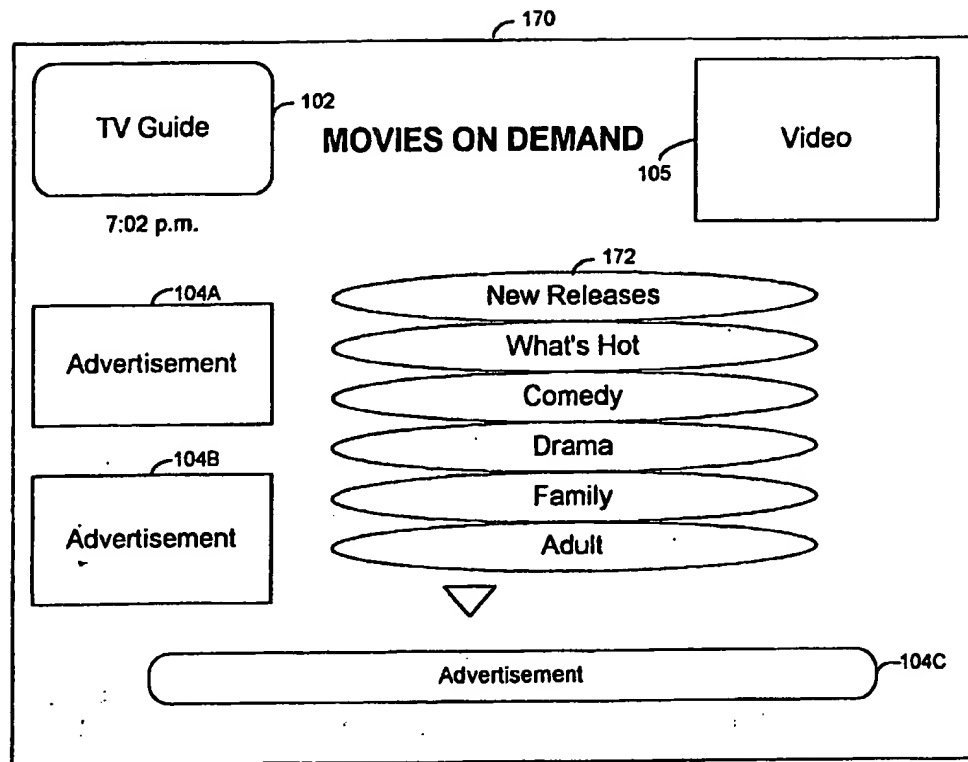 170
TV Guide
102
MOVIES ON DEMAND
Video
105
7:02 p.m.
172
104A
New Releases
Advertisement
What's Hot
Comedy
Drama
104B
Family
Advertisement
Adult
Advertisement
104C